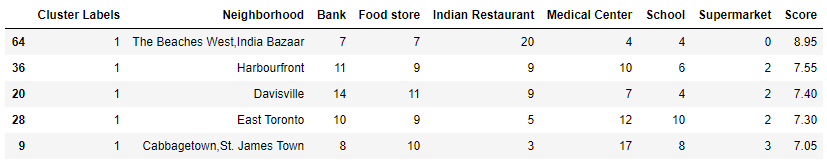 Cluster Labels Neighborhood Bank Food store Indian Restaurant Medical Center School Supermarket Score
64 1 The Beaches West,India Bazaar 7 7 20 4 4 0 8.95
36 1 Harbourfront 11 9 9 10 6 2 7.55
20 1 Davisville 14 11 9 7 4 2 7.40
28 1 East Toronto 10 9 5 12 10 2 7.30
9 1 Cabbagetown,St. James Town 8 10 3 17 8 3 7.05